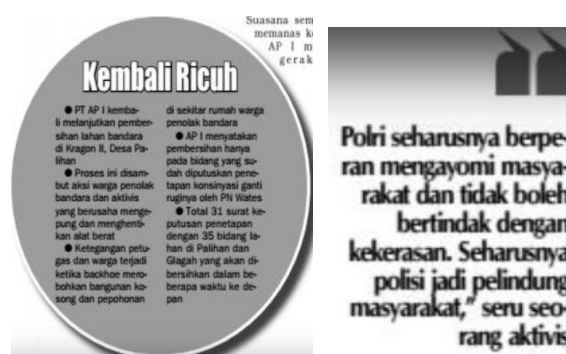 Suasana sem
memanas k
AP I m
gerak
Kembali Ricuh
● PT AP I kemba-
li melanjutkan pember-
sihan lahan bandara
di Kragon II, Desa Pa-
lihan
● Proses ini disam-
but aksi warga penolak
bandara dan aktivis
yang berusaha menge-
pung dan menghenti-
kan alat berat
● Ketegangan petu-
gas dan warga terjadi
ketika backhoe mero-
bohkan bangunan ko-
song dan pepohonan
di sekitar rumah warga
penolak bandara
● AP I menyatakan
pembersihan hanya
pada bidang yang su-
dah diputuskan pene-
tapan konsinyasi ganti
ruginya oleh PN Wates
● Total 31 surat ke-
putusan penetapan
dengan 35 bidang la-
han di Palihan dan
Glagah yang akan di-
bersihkan dalam be-
berapa waktu ke de-
pan
Polri seharusnya berpe-
ran mengayomi masya-
rakat dan tidak boleh
bertindak dengan
kekerasan. Seharusnya
polisi jadi pelindung
masyarakat,” seru seo-
rang aktivis